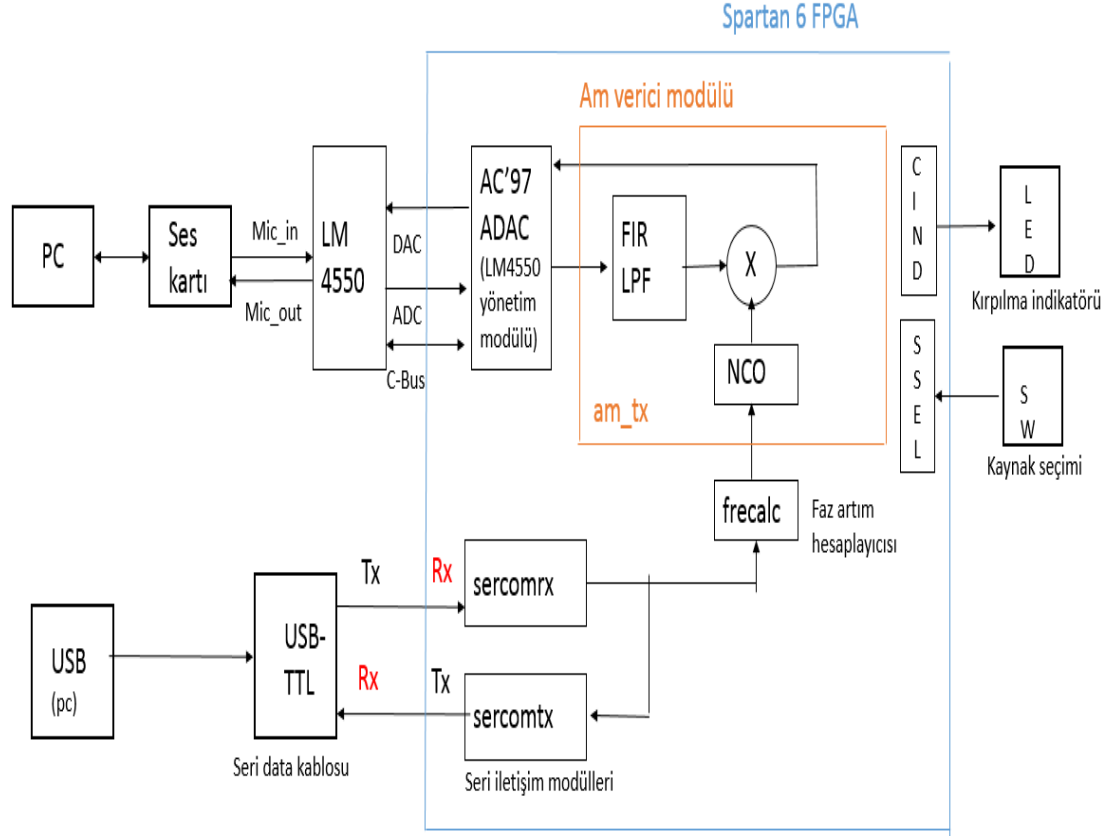 Spartan 6 FPGA
Am verici modülü
PC
Ses
kartı
Mic_in
Mic_out
LM
4550
DAC
ADC
C-Bus
AC'97
ADAC
(LM4550
yönetim
modülü)
FIR
LPF
X
NCO
am_tx
C
I
N
D
L
E
D
Kırpılma indikatörü
S
S
E
L
S
W
Kaynak seçimi
frecalc
Faz artım
hesaplayıcısı
USB
(pc)
USB-
TTL
Seri data kablosu
Tx
Rx
sercomrx
Rx
Tx
sercomtx
Seri iletişim modülleri